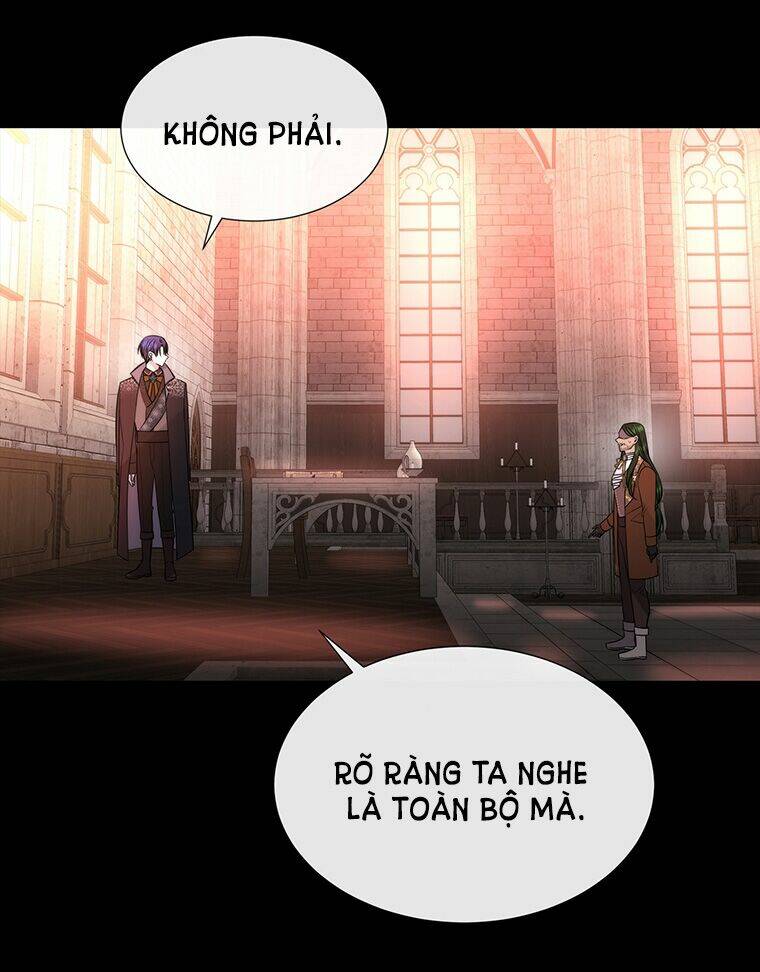 KHÔNG PHẢI.
RÕ RÀNG TA NGHE
LÀ TOÀN BỘ MÀ.